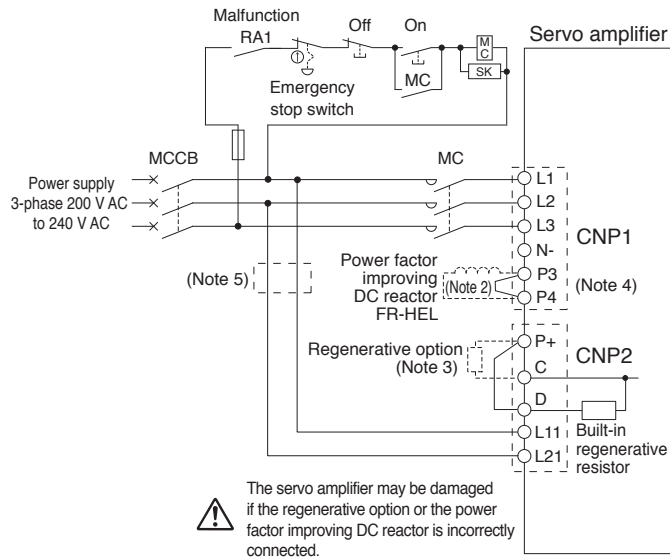 Malfunction
RA1
Off
On
MC
SK
MC
Emergency
stop switch
Servo amplifier
MCCB
MC
Power supply
3-phase 200 V AC
to 240 V AC
L1
L2
L3
N-
P3
P4
CNP1
(Note 4)
(Note 5)
Power factor
improving
DC reactor
FR-HEL
(Note 2)
Regenerative option
(Note 3)
P+
C
D
L11
L21
CNP2
Built-in
regenerative
resistor
The servo amplifier may be damaged
if the regenerative option or the power
factor improving DC reactor is incorrectly
connected.